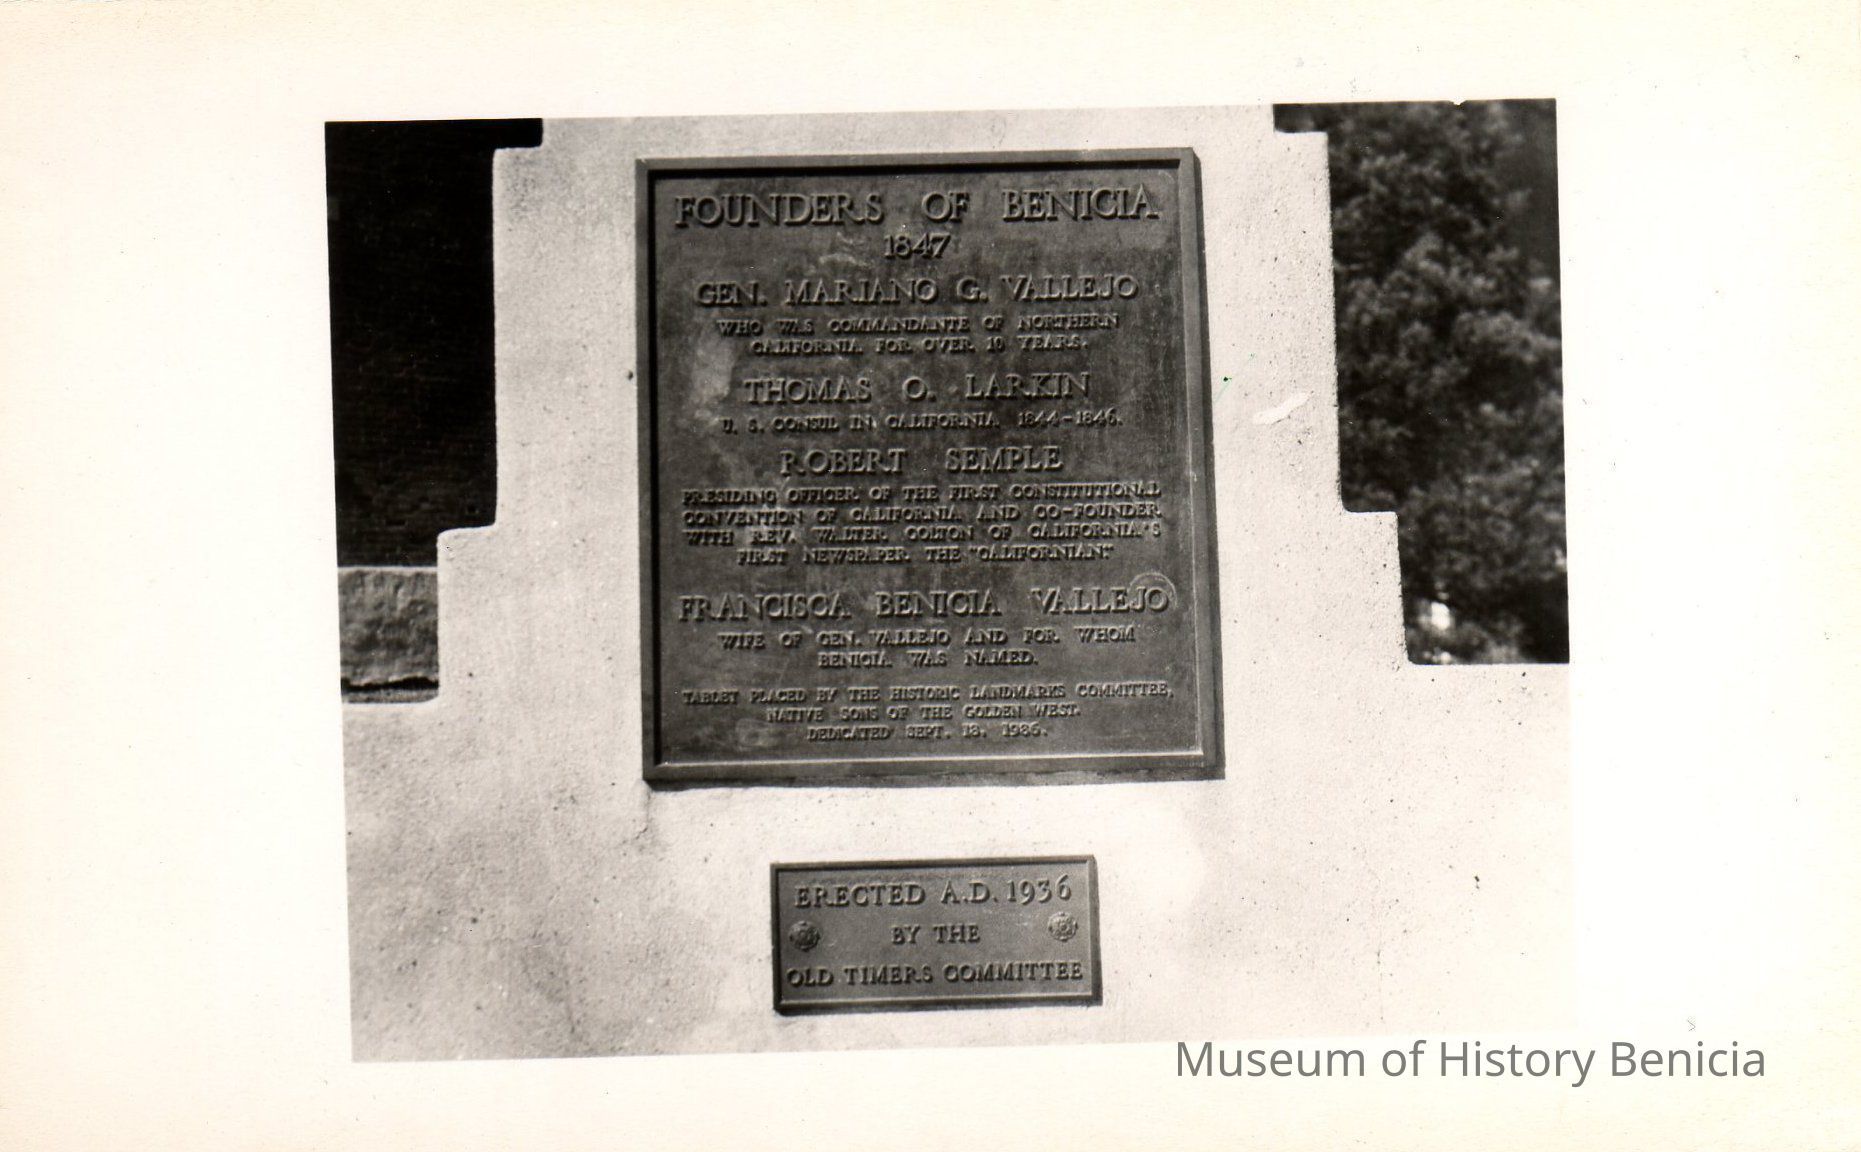 FOUNDERS OF BENICIA
1847
GEN. MARIANO G. VALLEJO
WHO WAS COMMANDANTE OF NORTHERN
CALIFORNIA FOR OVER 10 YEARS.
THOMAS O. LARKIN
U. S. CONSUL IN CALIFORNIA 1844-1846.
ROBERT SEMPLE
PRESIDING OFFICER OF THE FIRST CONSTITUTIONAL
CONVENTION OF CALIFORNIA AND CO-FOUNDER
WITH REV. WALTER COLTON OF CALIFORNIA'S
FIRST NEWSPAPER THE "CALIFORNIAN"
FRANCISCA BENICIA VALLEJO
WIFE OF GEN. VALLEJO AND FOR WHOM
BENICIA WAS NAMED.
TABLET PLACED BY THE HISTORIC LANDMARKS COMMITTEE,
NATIVE SONS OF THE GOLDEN WEST.
DEDICATED SEPT. 13. 1936.
ERECTED A.D. 1936
BY THE
OLD TIMERS COMMITTEE
Museum of History Benicia